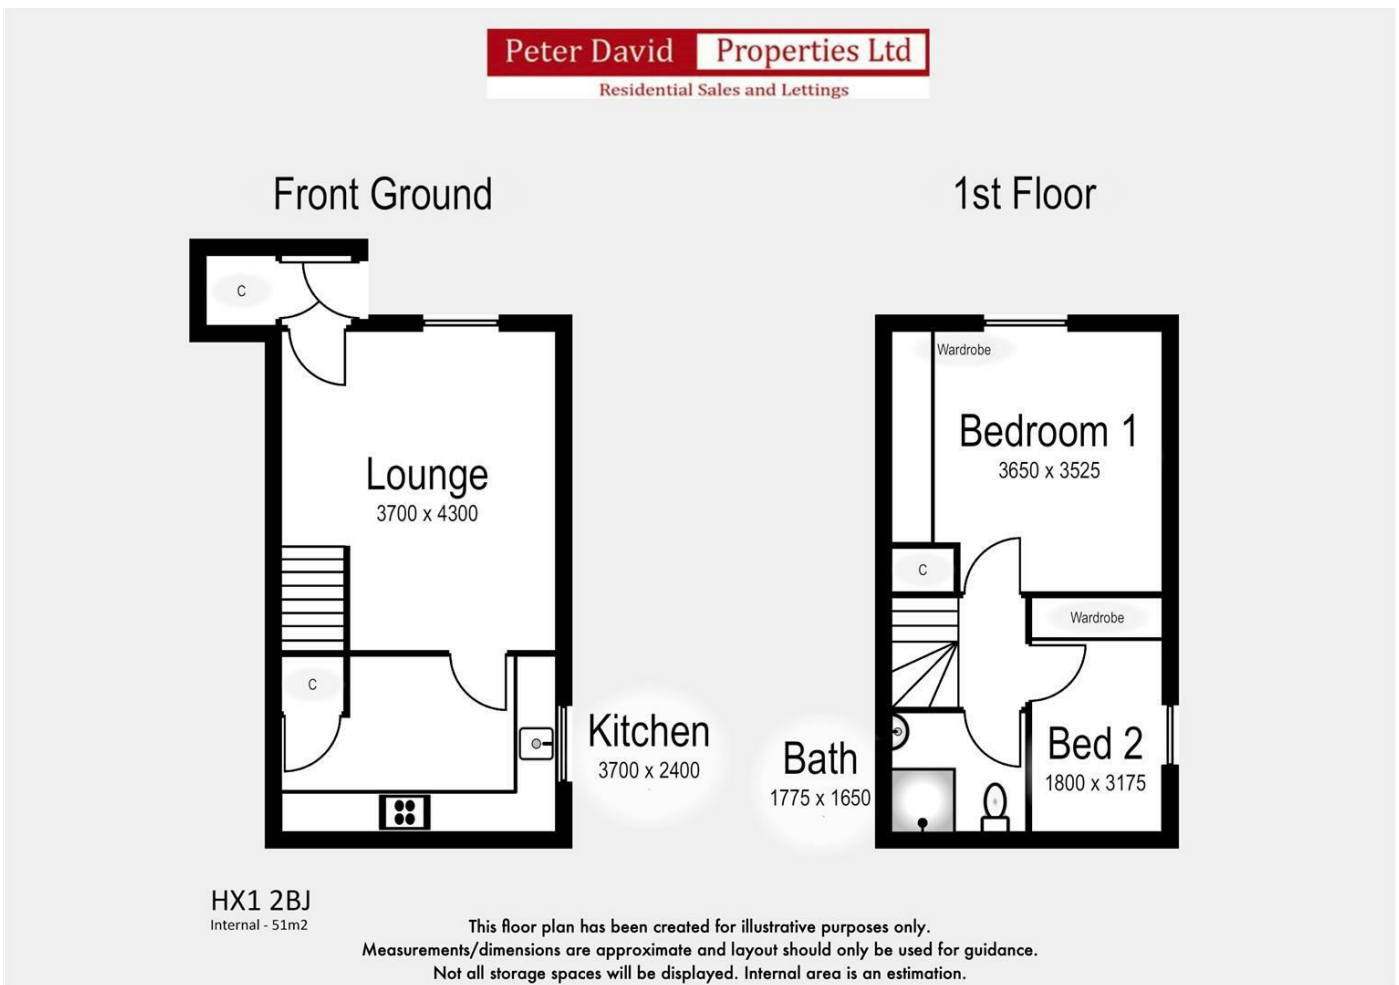 Peter David Properties Ltd
Residential Sales and Lettings
Front Ground
1st Floor
C
Lounge
3700 x 4300
C
Kitchen
3700 x 2400
Wardrobe
Bedroom 1
3650 x 3525
C
Wardrobe
Bath
1775 x 1650
Bed 2
1800 x 3175
HX1 2BJ
Internal - 51m2
This floor plan has been created for illustrative purposes only.
Measurements/dimensions are approximate and layout should only be used for guidance.
Not all storage spaces will be displayed. Internal area is an estimation.